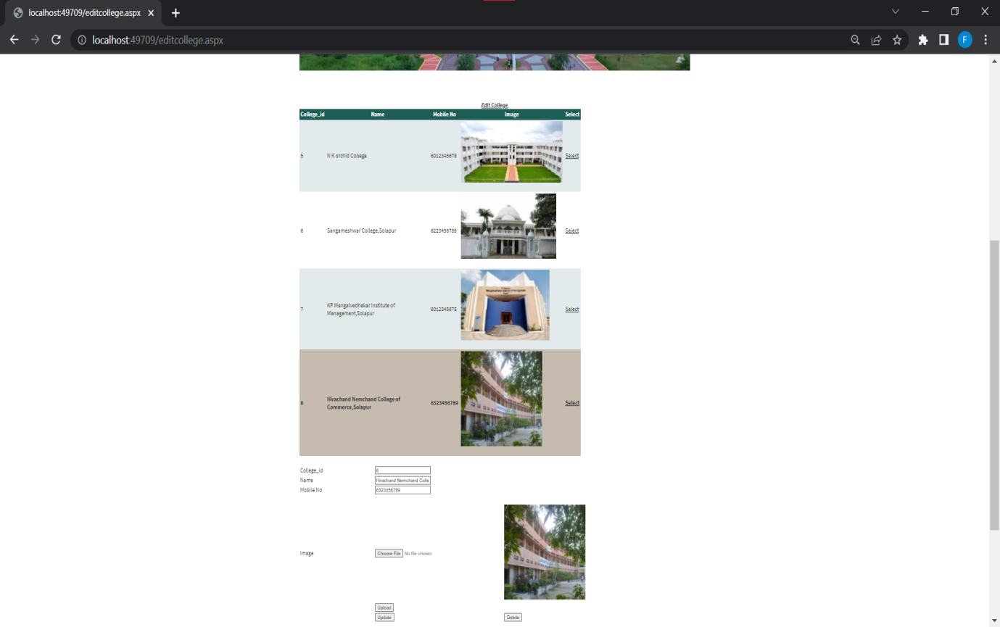 localhost:49709/editcollege.aspx
localhost:49709/editcollege.aspx
F
Edit College
College_id Name Mobile No Image Select
5 N K orchid College 6012345678 Select
6 Sangameshwar College,Solapur 6223456789 Select
7 KP Mangalvedhekar Institute of
Management,Solapur 6012345678 Select
8 Hirachand Nemchand College of
Commerce,Solapur 6323456789 Select
College_id 8
Name Hirachand Nemchand Colle
Mobile No 6323456789
Image Choose File No file chosen
Upload
Update Delete